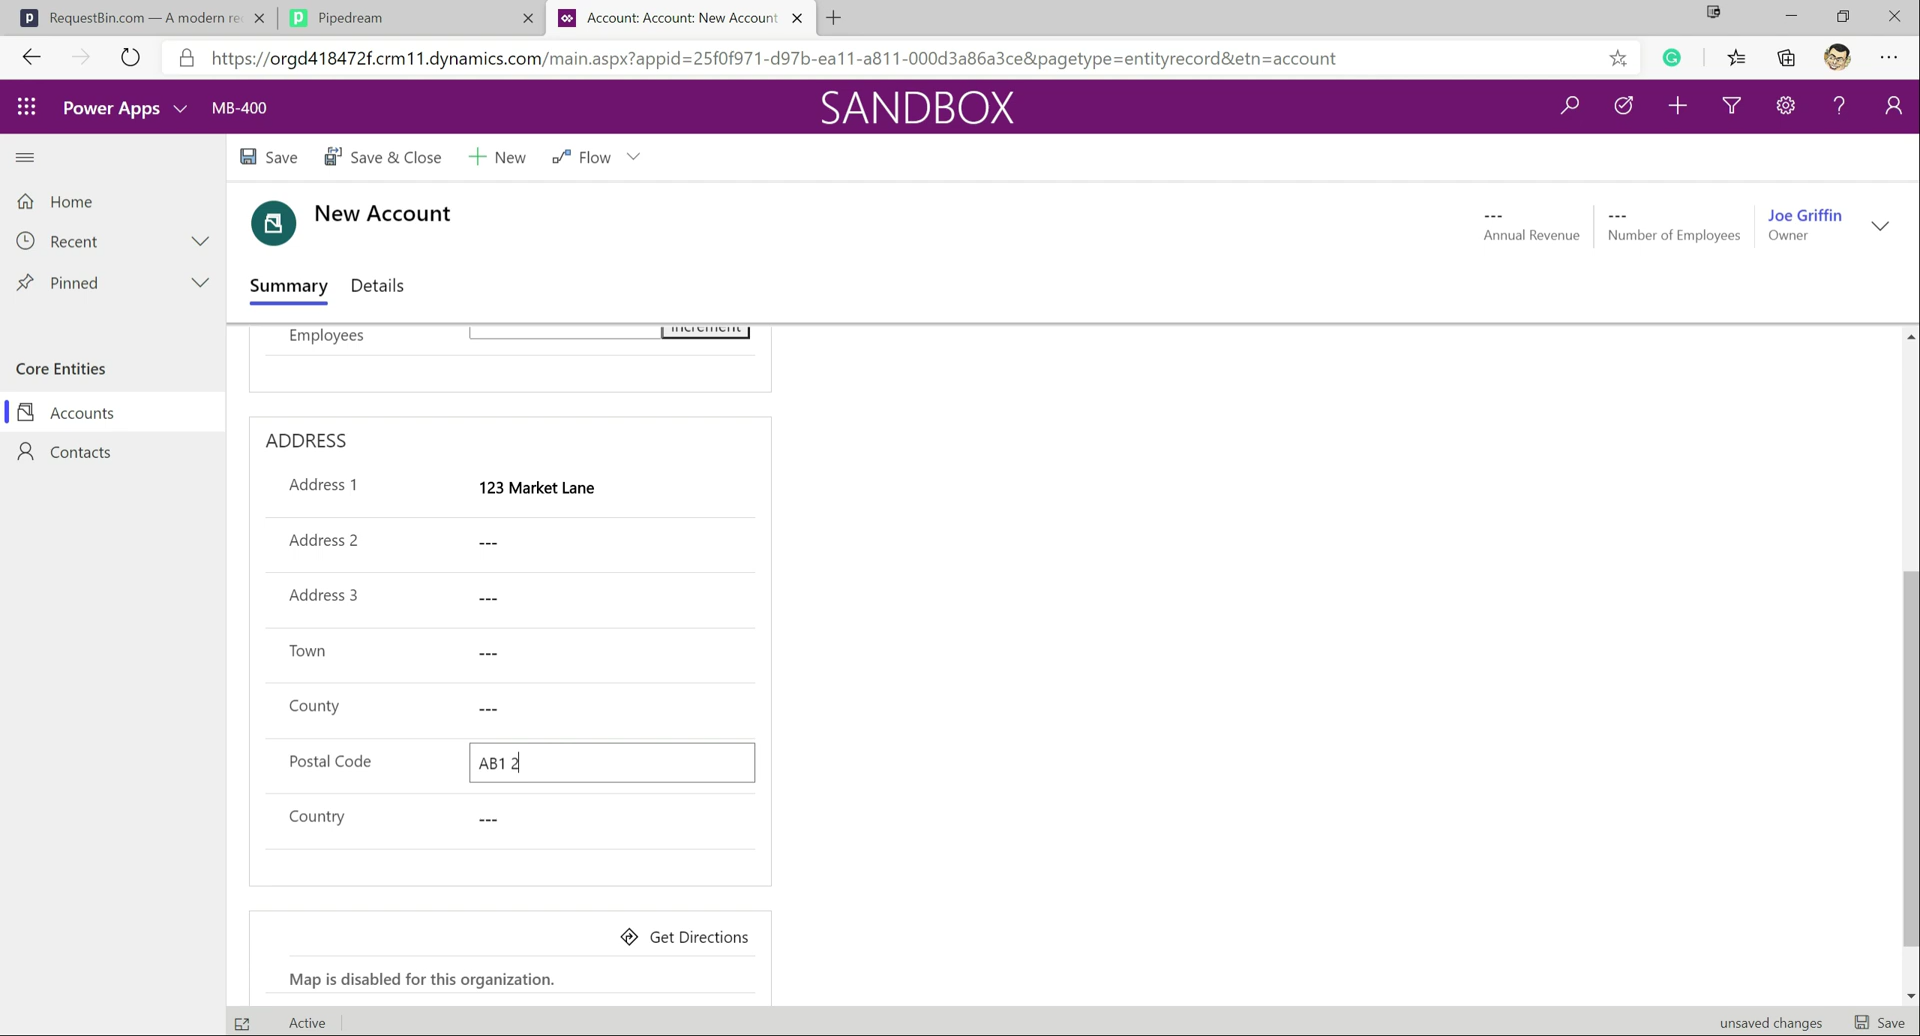 RequestBin.com — A modern re
Pipedream
Account: Account: New Account
https://orgd418472f.crm11.dynamics.com/main.aspx?appid=25f0f971-d97b-ea11-a811-000d3a86a3ce&pagetype=entityrecord&etn=account
Power Apps
MB-400
SANDBOX
Save
Save & Close
New
Flow
Home
Recent
Pinned
Core Entities
Accounts
Contacts
New Account
---
Annual Revenue
---
Number of Employees
Joe Griffin
Owner
Summary
Details
Employees
Increment
ADDRESS
Address 1
123 Market Lane
Address 2
---
Address 3
---
Town
---
County
---
Postal Code
AB1 2
Country
---
Get Directions
Map is disabled for this organization.
Active
unsaved changes
Save